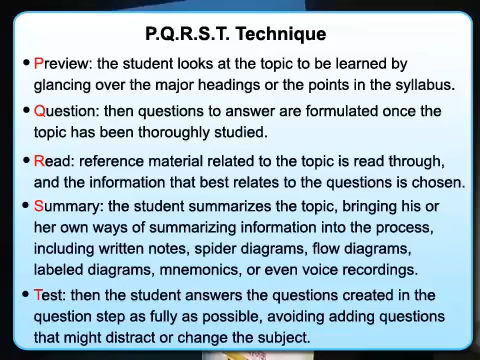 P.Q.R.S.T. Technique
• Preview: the student looks at the topic to be learned by
glancing over the major headings or the points in the syllabus.
• Question: then questions to answer are formulated once the
topic has been thoroughly studied.
• Read: reference material related to the topic is read through,
and the information that best relates to the questions is chosen.
• Summary: the student summarizes the topic, bringing his or
her own ways of summarizing information into the process,
including written notes, spider diagrams, flow diagrams,
labeled diagrams, mnemonics, or even voice recordings.
• Test: then the student answers the questions created in the
question step as fully as possible, avoiding adding questions
that might distract or change the subject.